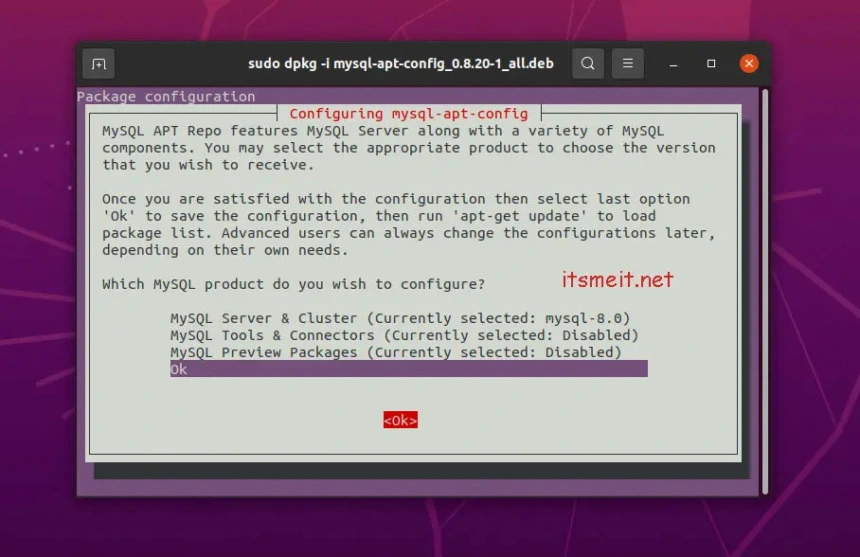 sudo dpkg -i mysql-apt-config_0.8.20-1_all.deb
Package configuration
Configuring mysql-apt-config
MySQL APT Repo features MySQL Server along with a variety of MySQL
components. You may select the appropriate product to choose the version
that you wish to receive.
Once you are satisfied with the configuration then select last option
'Ok' to save the configuration, then run 'apt-get update' to load
package list. Advanced users can always change the configurations later,
depending on their own needs.
Which MySQL product do you wish to configure?
itsmeit.net
MySQL Server & Cluster (Currently selected: mysql-8.0)
MySQL Tools & Connectors (Currently selected: Disabled)
MySQL Preview Packages (Currently selected: Disabled)
Ok
<Ok>